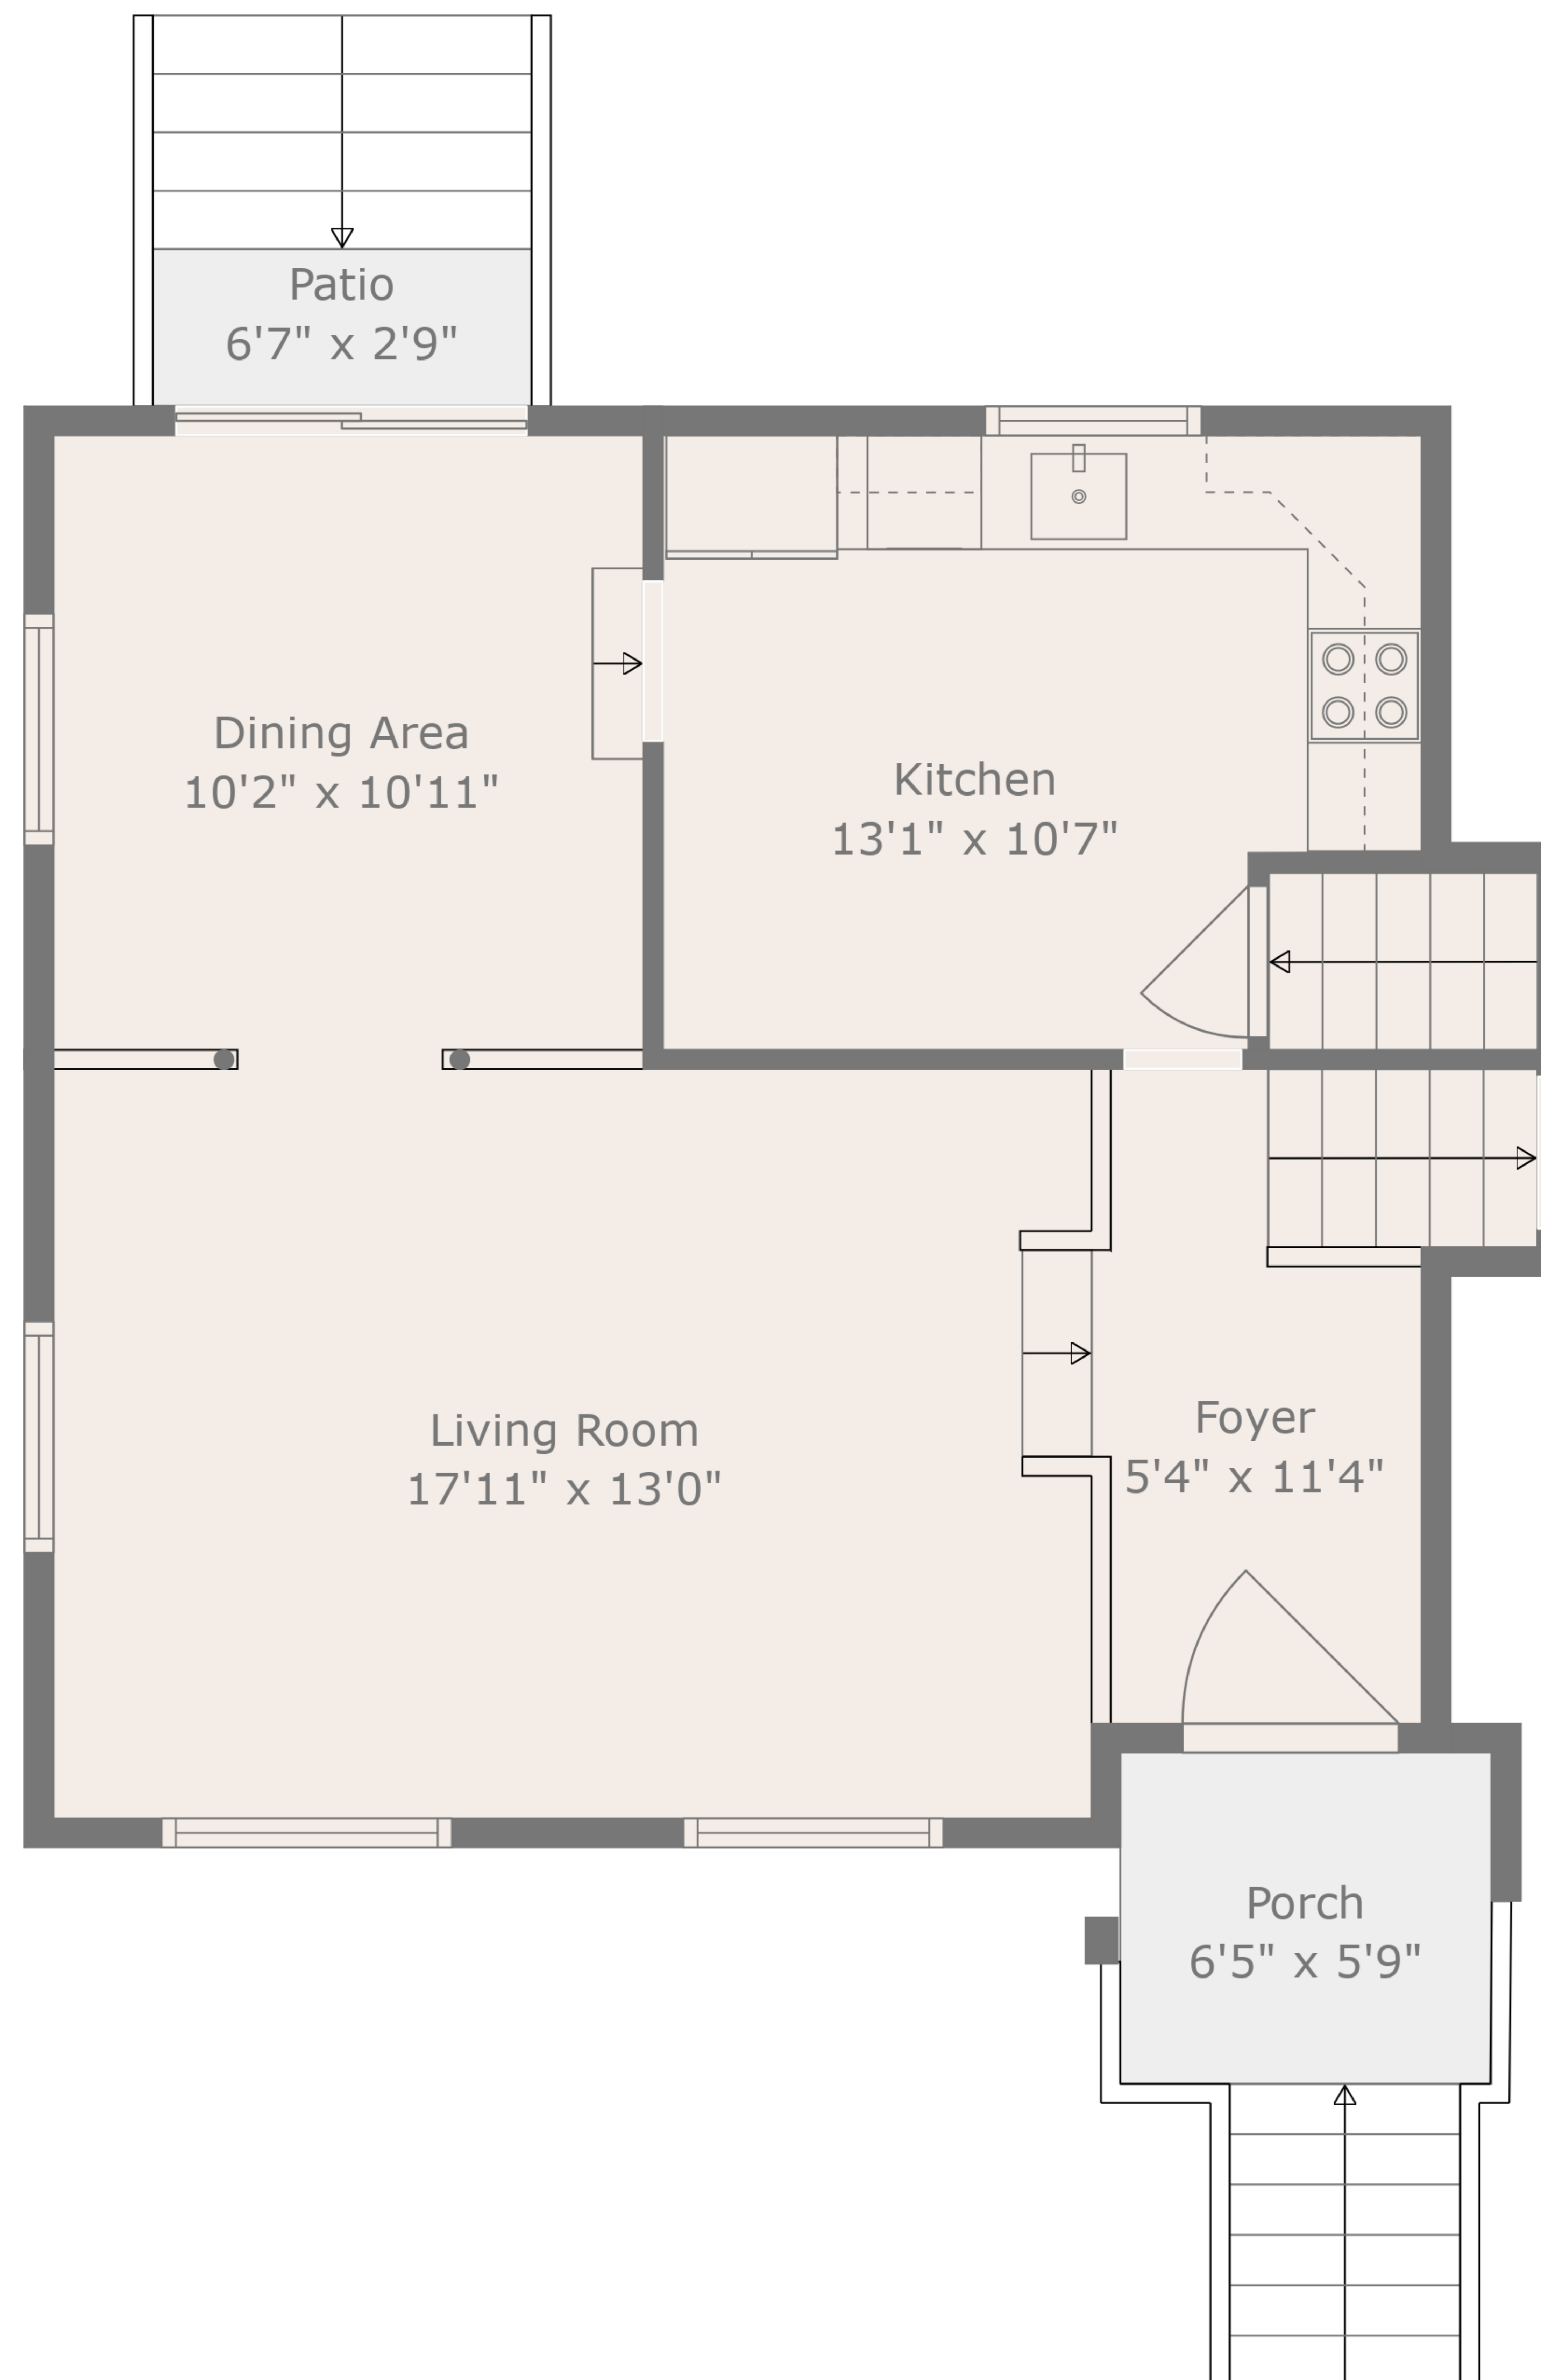 Patio
6'7" x 2'9"
Dining Area
10'2" x 10'11"
Kitchen
13'1" x 10'7"
Living Room
17'11" x 13'0"
Foyer
5'4" x 11'4"
Porch
6'5" x 5'9"